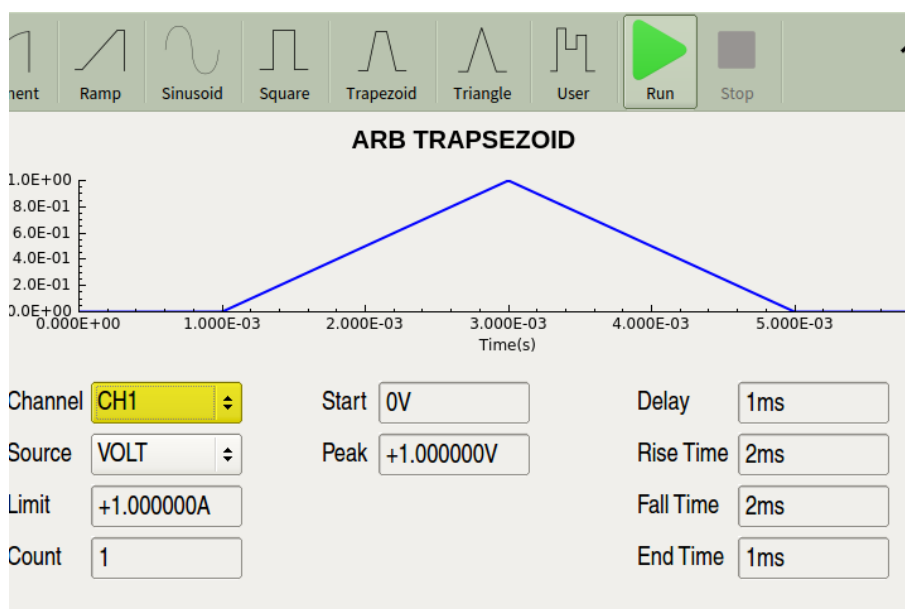 nent Ramp Sinusoid Square Trapezoid Triangle User Run Stop
ARB TRAPSEZOID
1.0E+00
8.0E-01
6.0E-01
4.0E-01
2.0E-01
0.0E+00
0.000E+00 1.000E-03 2.000E-03 3.000E-03 4.000E-03 5.000E-03
Time(s)
Channel CH1 Start 0V Delay 1ms
Source VOLT Peak +1.000000V Rise Time 2ms
Limit +1.000000A Fall Time 2ms
Count 1 End Time 1ms